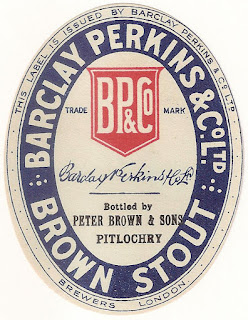 THIS LABEL IS ISSUED BY BARCLAY PERKINS & CO LTD
BARCLAY PERKINS & Co. LTD
BP
&Co
TRADE MARK
Barclay Perkins & Co Ld
Bottled by
PETER BROWN & SONS
PITLOCHRY
BROWN STOUT
BREWERS LONDON